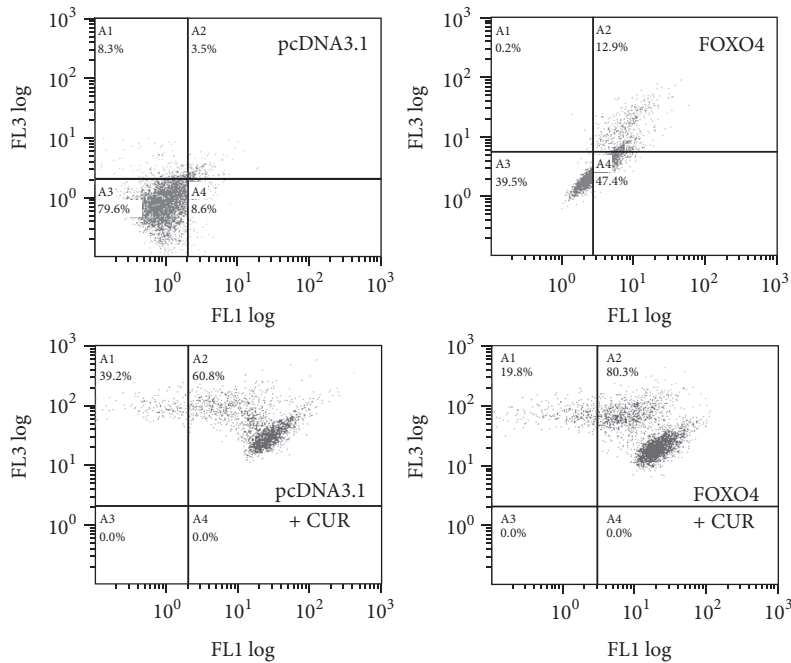 A1
8.3%
A2
3.5%
pcDNA3.1
A3
79.6%
A4
8.6%
10³
10²
10¹
10⁰
FL3 log
10⁰ 10¹ 10² 10³
FL1 log
A1
0.2%
A2
12.9%
FOXO4
A3
39.5%
A4
47.4%
10³
10²
10¹
10⁰
FL3 log
10⁰ 10¹ 10² 10³
FL1 log
A1
39.2%
A2
60.8%
pcDNA3.1
+ CUR
A3
0.0%
A4
0.0%
10³
10²
10¹
10⁰
FL3 log
10⁰ 10¹ 10² 10³
FL1 log
A1
19.8%
A2
80.3%
FOXO4
+ CUR
A3
0.0%
A4
0.0%
10³
10²
10¹
10⁰
FL3 log
10⁰ 10¹ 10² 10³
FL1 log